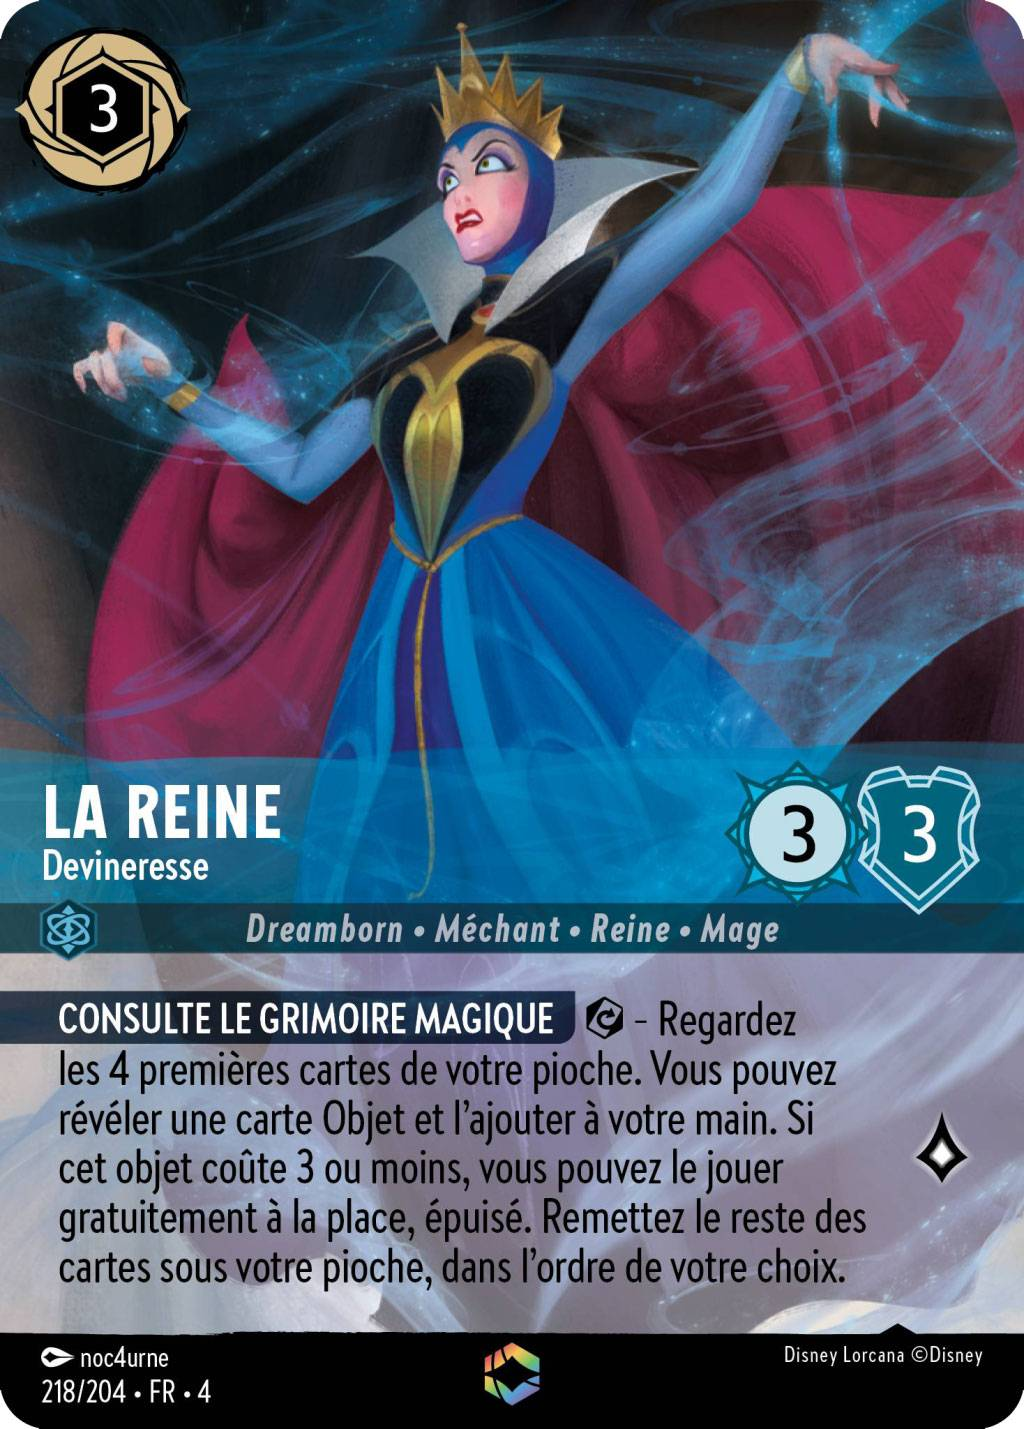 3
LA REINE
Devineresse
3
3
Dreamborn • Méchant • Reine • Mage
CONSULTE LE GRIMOIRE MAGIQUE – Regardez
les 4 premières cartes de votre pioche. Vous pouvez
révéler une carte Objet et l'ajouter à votre main. Si
cet objet coûte 3 ou moins, vous pouvez le jouer
gratuitement à la place, épuisé. Remettez le reste des
cartes sous votre pioche, dans l'ordre de votre choix.
noc4urne
Disney Lorcana ©Disney
218/204 • FR • 4